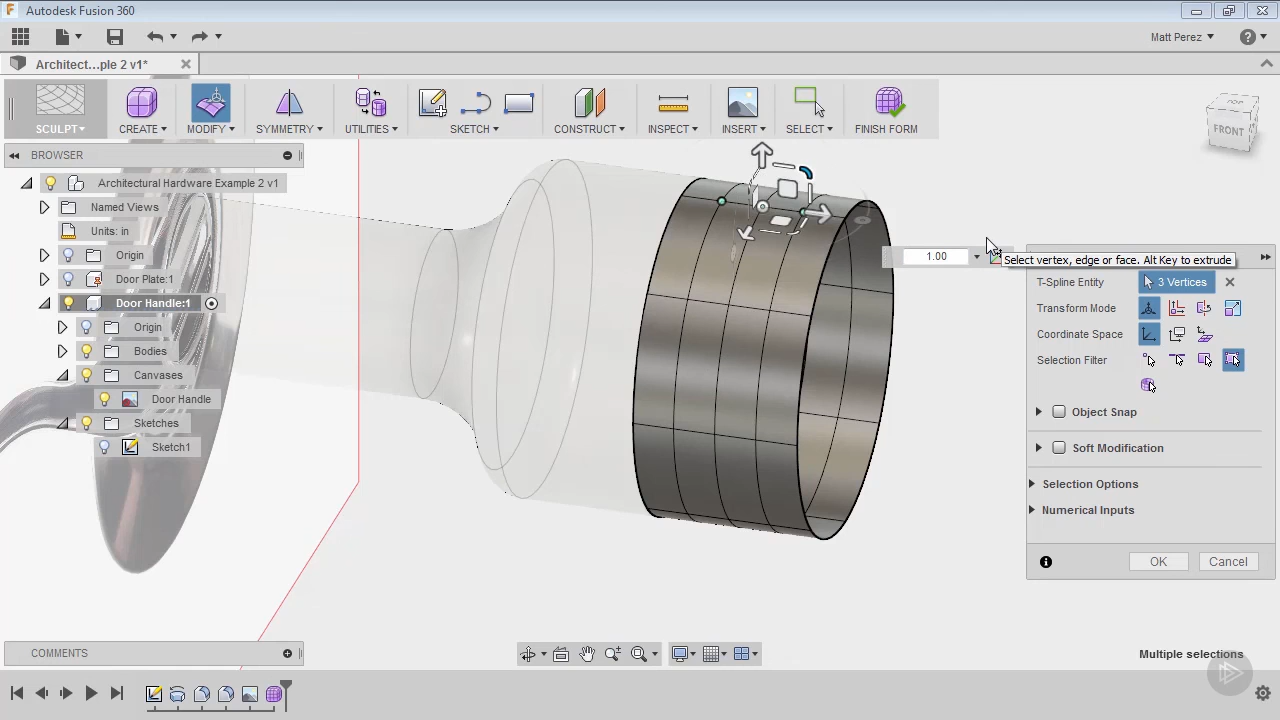 Autodesk Fusion 360
Matt Perez
Architect...ple 2 v1*
SCULPT
CREATE
MODIFY
SYMMETRY
UTILITIES
SKETCH
CONSTRUCT
INSPECT
INSERT
SELECT
FINISH FORM
TOP
FRONT
BROWSER
Architectural Hardware Example 2 v1
Named Views
Units: in
Origin
Door Plate:1
Door Handle:1
Origin
Bodies
Canvases
Door Handle
Sketches
Sketch1
1.00
Select vertex, edge or face. Alt Key to extrude
T-Spline Entity
3 Vertices
Transform Mode
Coordinate Space
Selection Filter
Object Snap
Soft Modification
Selection Options
Numerical Inputs
OK
Cancel
COMMENTS
Multiple selections